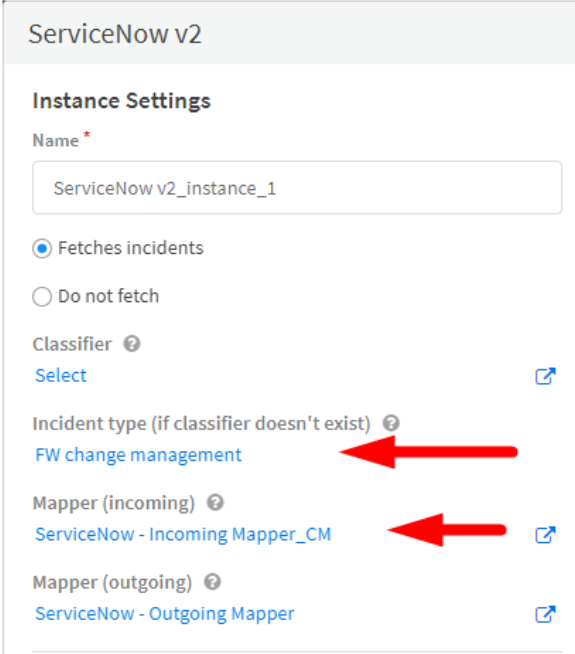 ServiceNow v2
Instance Settings
Name *
ServiceNow v2_instance_1
Fetches incidents
Do not fetch
Classifier ?
Select
Incident type (if classifier doesn't exist) ?
FW change management
Mapper (incoming) ?
ServiceNow - Incoming Mapper_CM
Mapper (outgoing) ?
ServiceNow - Outgoing Mapper